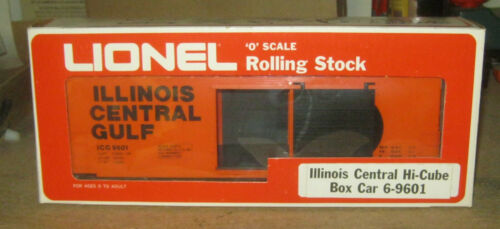 LIONEL
'O' SCALE
Rolling Stock
ILLINOIS
CENTRAL
GULF
ICG 9601
FOR AGES 8 TO ADULT
Illinois Central Hi-Cube
Box Car 6-9601